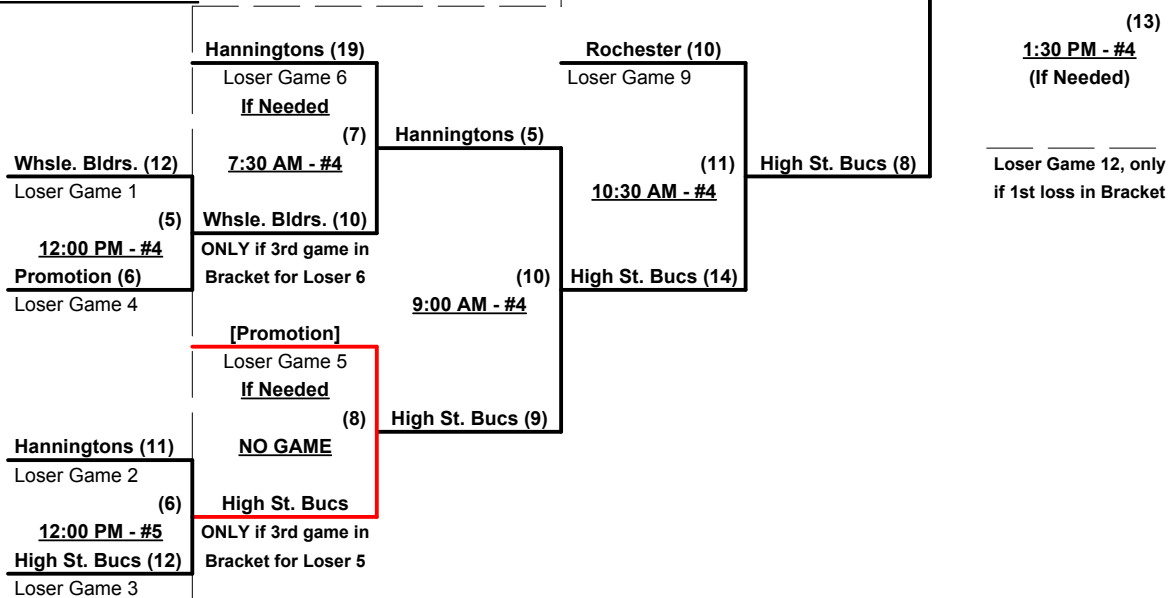 (13)
Hanningtons (19)
Rochester (10)
1:30 PM - #4
Loser Game 6
Loser Game 9
(If Needed)
If Needed
(7)
Hanningtons (5)
Whsle. Bldrs. (12)
7:30 AM - #4
(11)
High St. Bucs (8)
Loser Game 12, only
Loser Game 1
10:30 AM - #4
if 1st loss in Bracket
(5)
Whsle. Bldrs. (10)
12:00 PM - #4
ONLY if 3rd game in
Promotion (6)
Bracket for Loser 6
(10)
High St. Bucs (14)
Loser Game 4
9:00 AM - #4
[Promotion]
Loser Game 5
If Needed
(8)
High St. Bucs (9)
Hanningtons (11)
NO GAME
Loser Game 2
(6)
High St. Bucs
12:00 PM - #5
ONLY if 3rd game in
High St. Bucs (12)
Bracket for Loser 5
Loser Game 3